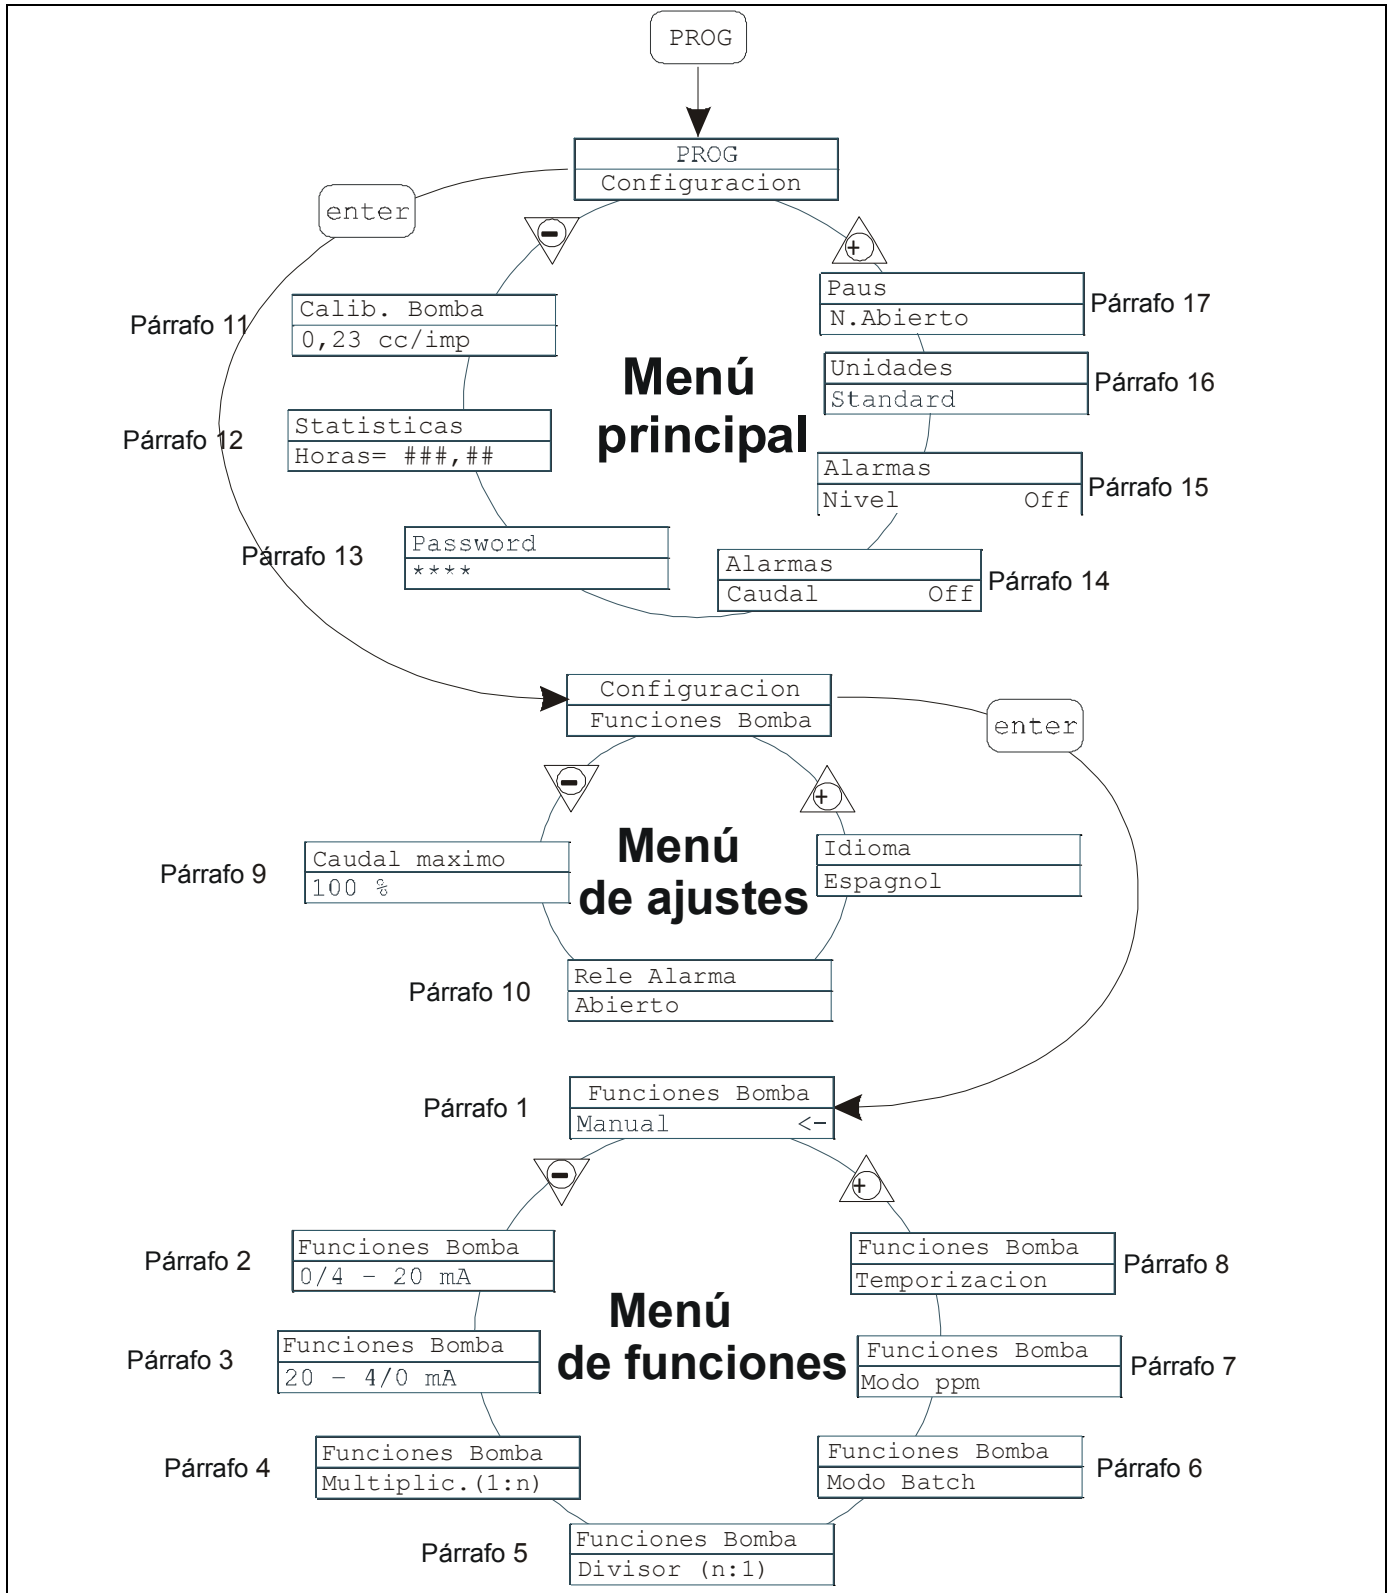 PROG
PROG
Configuracion
enter
−
+
Calib. Bomba
0,23 cc/imp
Párrafo 11
Paus
N.Abierto
Párrafo 17
Menú
principal
Unidades
Standard
Párrafo 16
Párrafo 12
Statisticas
Horas= ###,##
Alarmas
Nivel Off
Párrafo 15
Párrafo 13
Password
****
Alarmas
Caudal Off
Párrafo 14
Configuracion
Funciones Bomba
enter
−
+
Párrafo 9
Caudal maximo
100 %
Menú
de ajustes
Idioma
Espagnol
Párrafo 10
Rele Alarma
Abierto
Párrafo 1
Funciones Bomba
Manual <−
−
+
Párrafo 2
Funciones Bomba
0/4 − 20 mA
Funciones Bomba
Temporizacion
Párrafo 8
Menú
de funciones
Párrafo 3
Funciones Bomba
20 − 4/0 mA
Funciones Bomba
Modo ppm
Párrafo 7
Párrafo 4
Funciones Bomba
Multiplic.(1:n)
Funciones Bomba
Modo Batch
Párrafo 6
Párrafo 5
Funciones Bomba
Divisor (n:1)